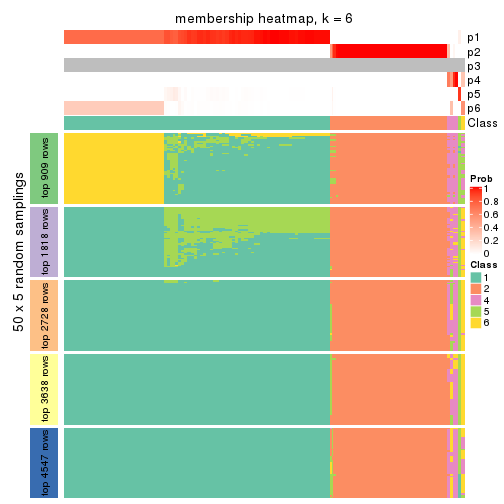 membership heatmap, k = 6
p1
p2
p3
p4
p5
p6
Class
50 x 5 random samplings
top 909 rows
top 1818 rows
top 2728 rows
top 3638 rows
top 4547 rows
Prob
1
0.8
0.6
0.4
0.2
0
Class
1
2
4
5
6